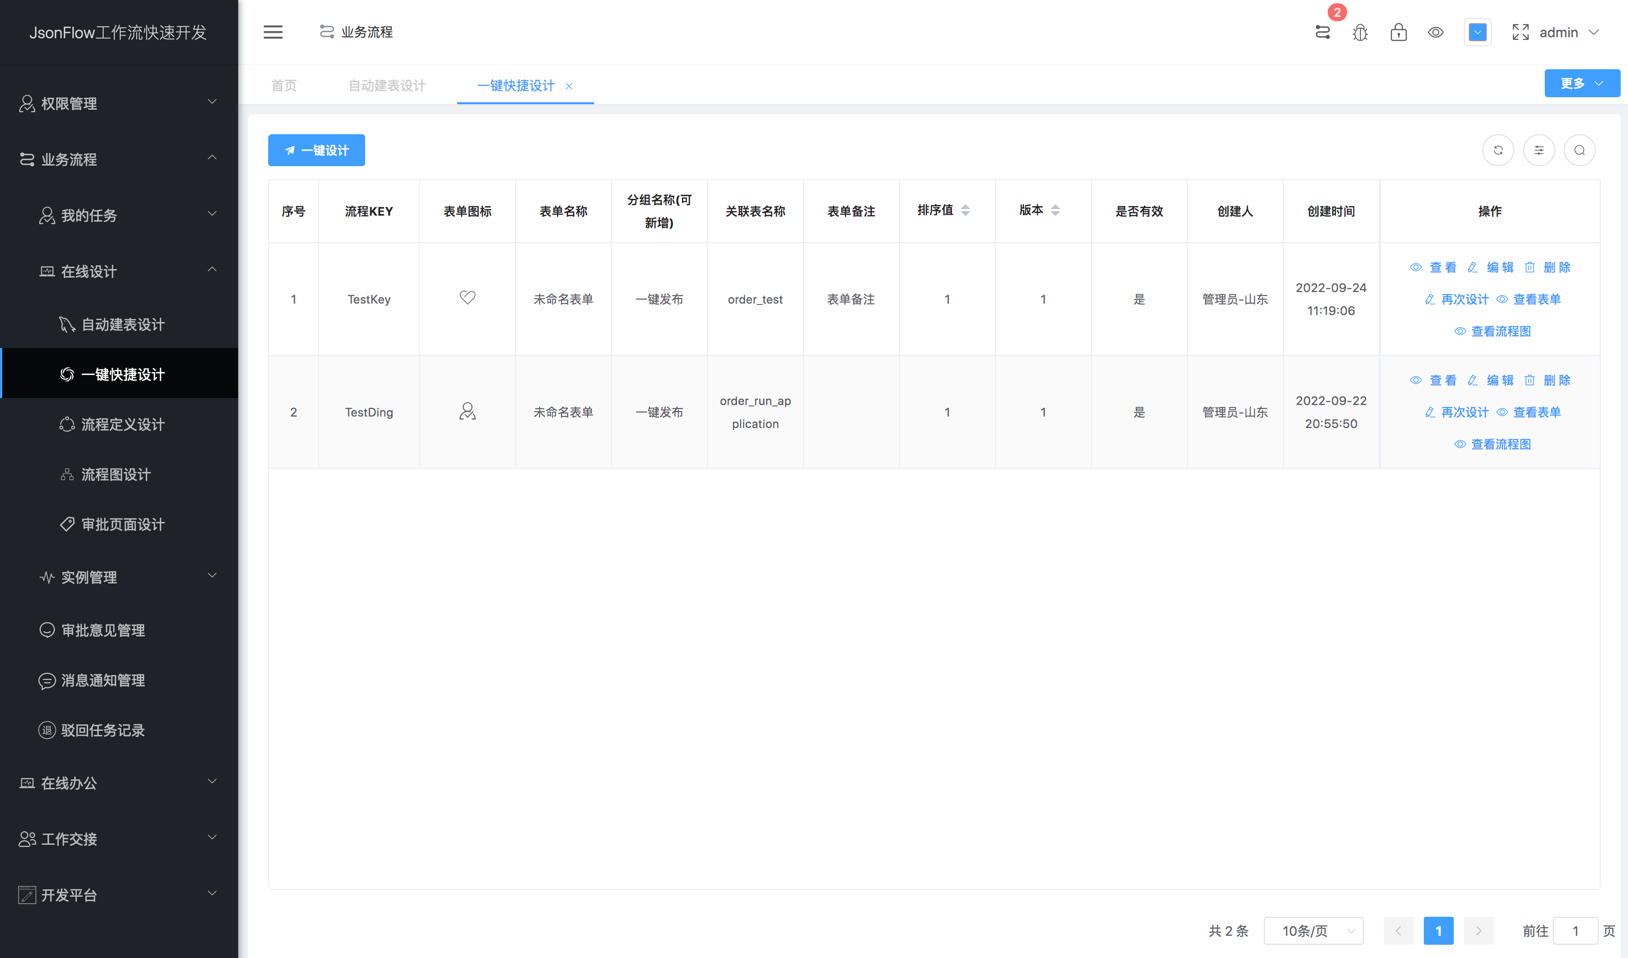 JsonFlow工作流快速开发
业务流程
2
admin
首页
自动建表设计
一键快捷设计
更多
权限管理
业务流程
我的任务
在线设计
自动建表设计
一键快捷设计
流程定义设计
流程图设计
审批页面设计
实例管理
审批意见管理
消息通知管理
退 驳回任务记录
在线办公
工作交接
开发平台
一键设计
序号 流程KEY 表单图标 表单名称 分组名称(可
新增) 关联表名称 表单备注 排序值 版本 是否有效 创建人 创建时间 操作
1 TestKey 未命名表单 一键发布 order_test 表单备注 1 1 是 管理员-山东 2022-09-24
11:19:06
查看 编辑 删除
再次设计 查看表单
查看流程图
2 TestDing 未命名表单 一键发布 order_run_ap
plication 1 1 是 管理员-山东 2022-09-22
20:55:50
查看 编辑 删除
再次设计 查看表单
查看流程图
共 2 条 10条/页 1 前往 1 页